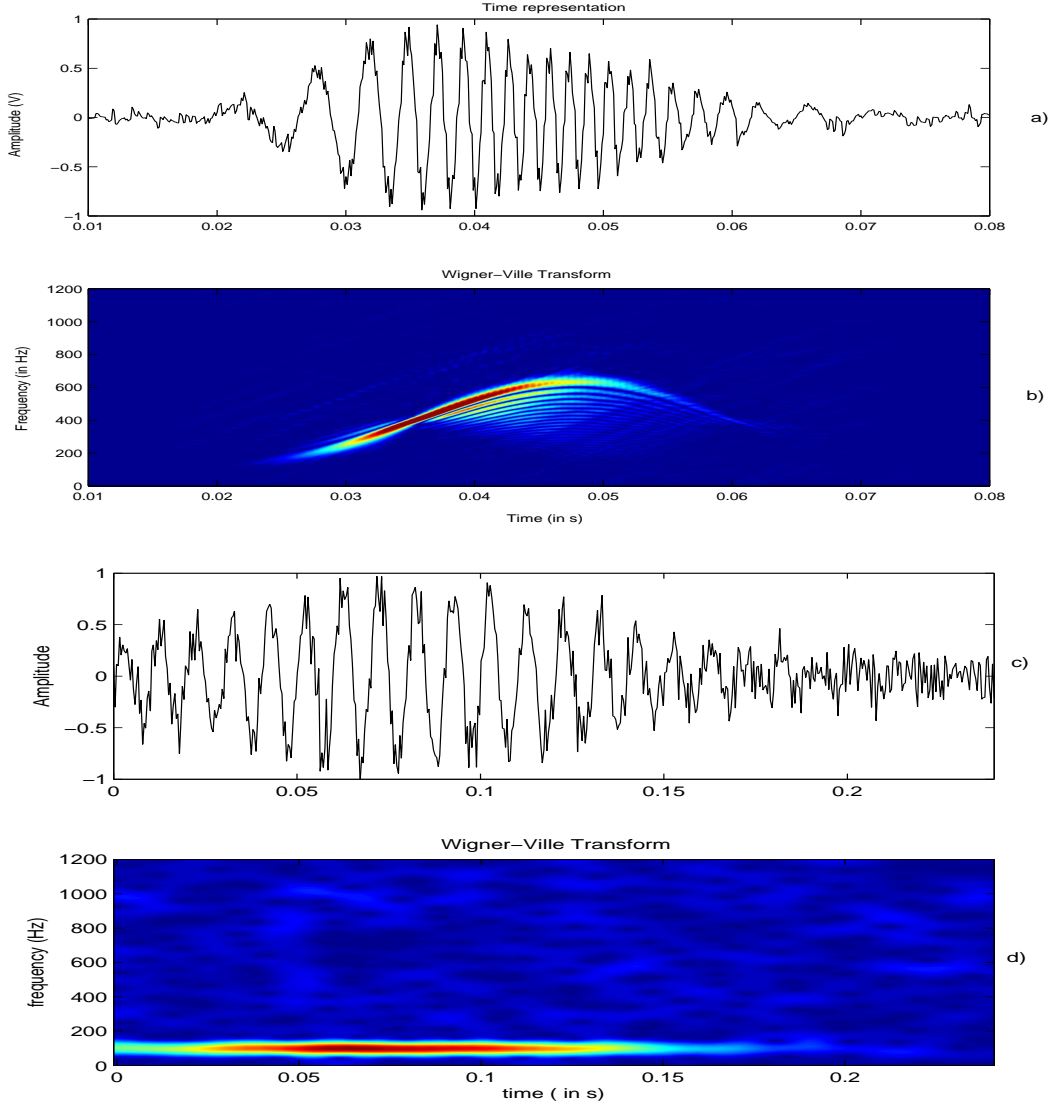 Time representation
1
0.5
0
−0.5
−1
Amplitude (V)
0.01 0.02 0.03 0.04 0.05 0.06 0.07 0.08
a)
Wigner−Ville Transform
1200
1000
800
600
400
200
0
Frequency (in Hz)
0.01 0.02 0.03 0.04 0.05 0.06 0.07 0.08
Time (in s)
b)
1
0.5
0
−0.5
−1
Amplitude
0 0.05 0.1 0.15 0.2
c)
Wigner−Ville Transform
1200
1000
800
600
400
200
0
frequency (Hz)
0 0.05 0.1 0.15 0.2
time ( in s)
d)